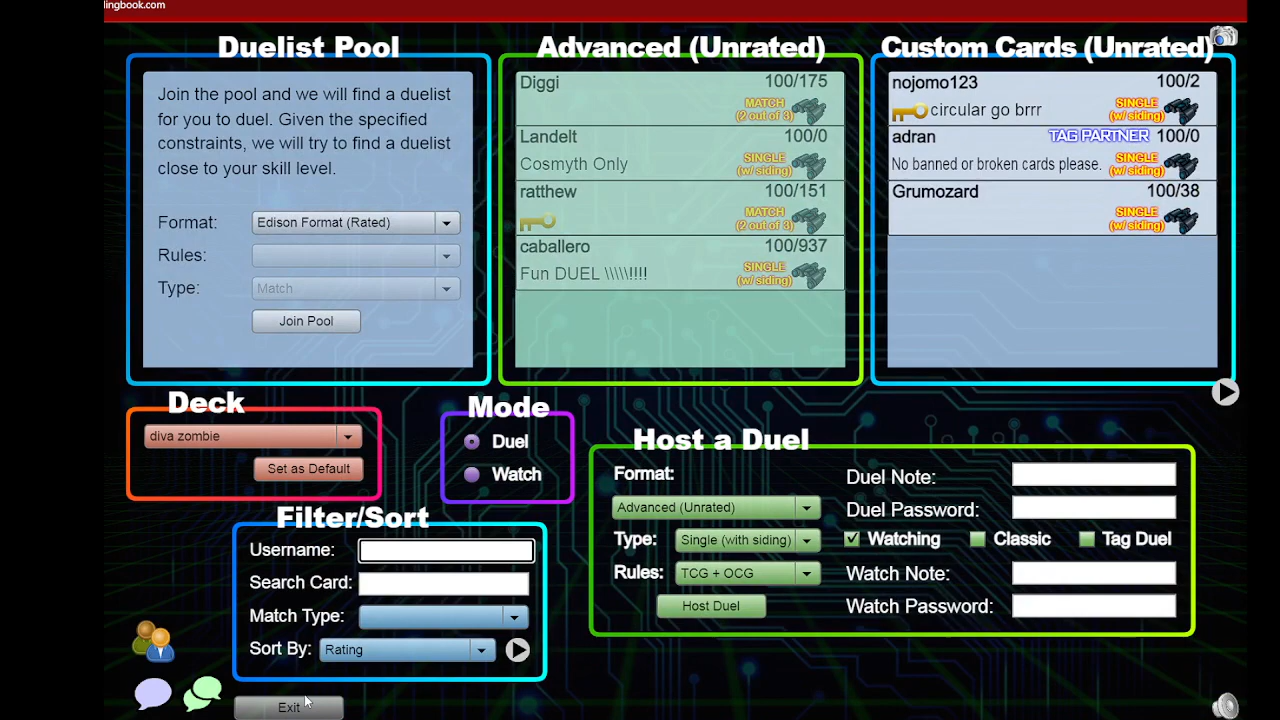 lingbook.com/
Duelist Pool
Join the pool and we will find a duelist
for you to duel. Given the specified
constraints, we will try to find a duelist
close to your skill level.
Format: Edison Format (Rated)
Rules:
Type: Match
Join Pool
Advanced (Unrated)
Diggi 100/175
MATCH
(2 out of 3)
Landelt 100/0
Cosmyth Only SINGLE
(w/ siding)
ratthew 100/151
MATCH
(2 out of 3)
caballero 100/937
Fun DUEL \\\\\!!!! SINGLE
(w/ siding)
Custom Cards (Unrated)
nojomo123 100/2
circular go brrr SINGLE
(w/ siding)
adran TAG PARTNER 100/0
No banned or broken cards please. SINGLE
(w/ siding)
Grumozard 100/38
SINGLE
(w/ siding)
Deck
diva zombie
Set as Default
Mode
Duel
Watch
Filter/Sort
Username:
Search Card:
Match Type:
Sort By: Rating
Host a Duel
Format:
Advanced (Unrated)
Type: Single (with siding)
Rules: TCG + OCG
Host Duel
Duel Note:
Duel Password:
Watching Classic Tag Duel
Watch Note:
Watch Password:
Exit